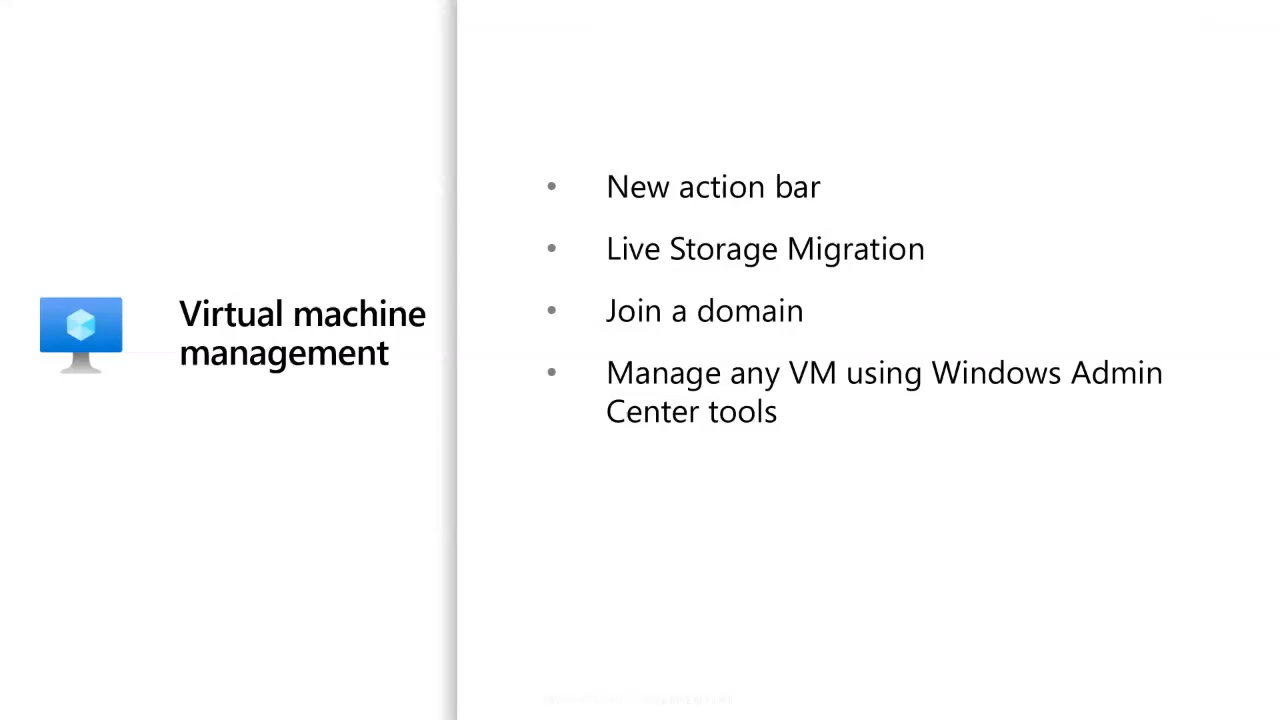 Virtual machine
management
• New action bar
• Live Storage Migration
• Join a domain
• Manage any VM using Windows Admin
Center tools